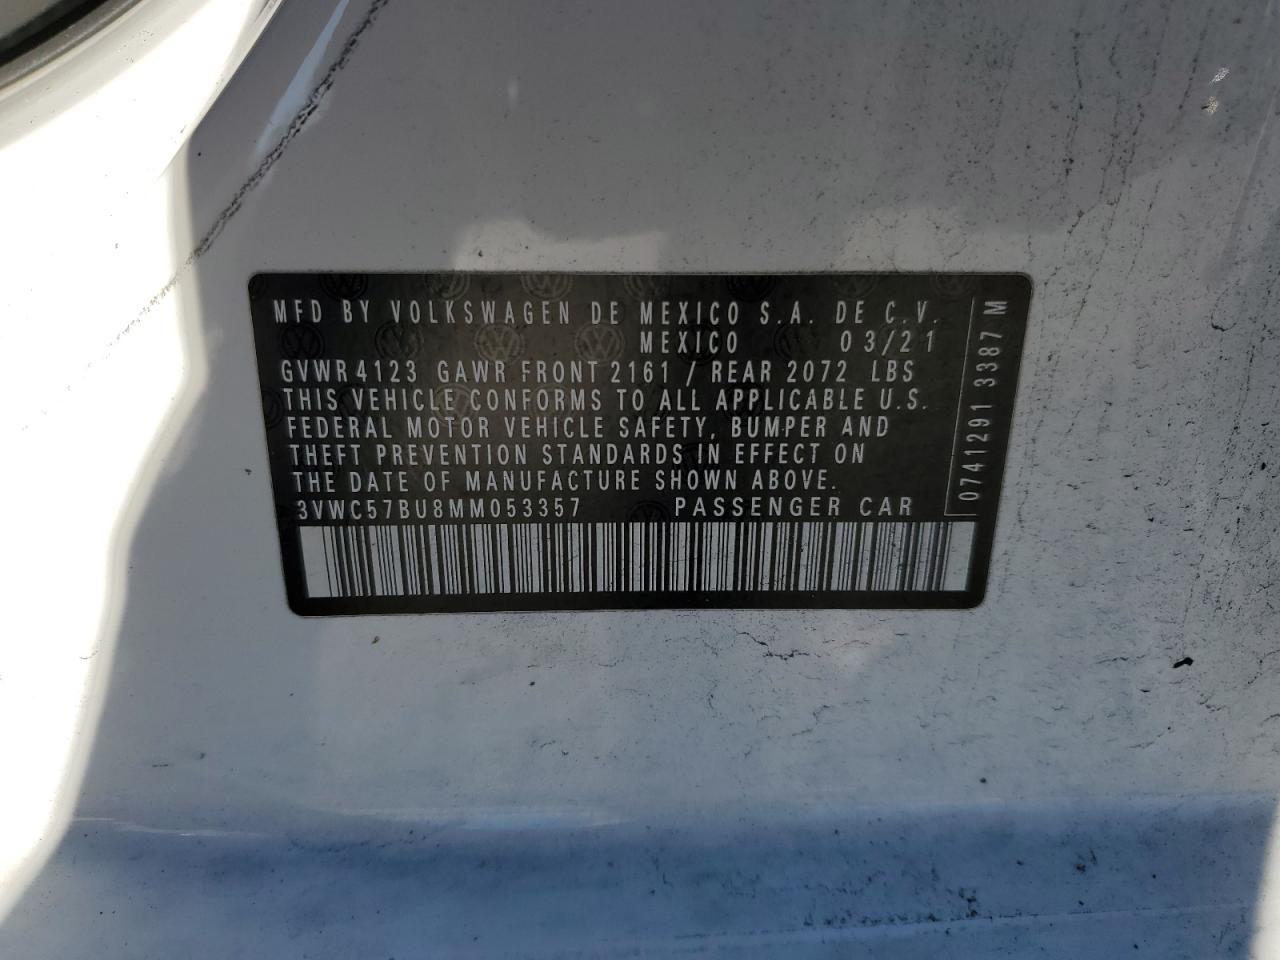 MFD BY VOLKSWAGEN DE MEXICO S.A. DE C.V.
MEXICO 03/21
GVWR 4123 GAWR FRONT 2161 / REAR 2072 LBS
THIS VEHICLE CONFORMS TO ALL APPLICABLE U.S.
FEDERAL MOTOR VEHICLE SAFETY, BUMPER AND
THEFT PREVENTION STANDARDS IN EFFECT ON
THE DATE OF MANUFACTURE SHOWN ABOVE.
3VWC57BU8MM053357 PASSENGER CAR
0741291 3387 M